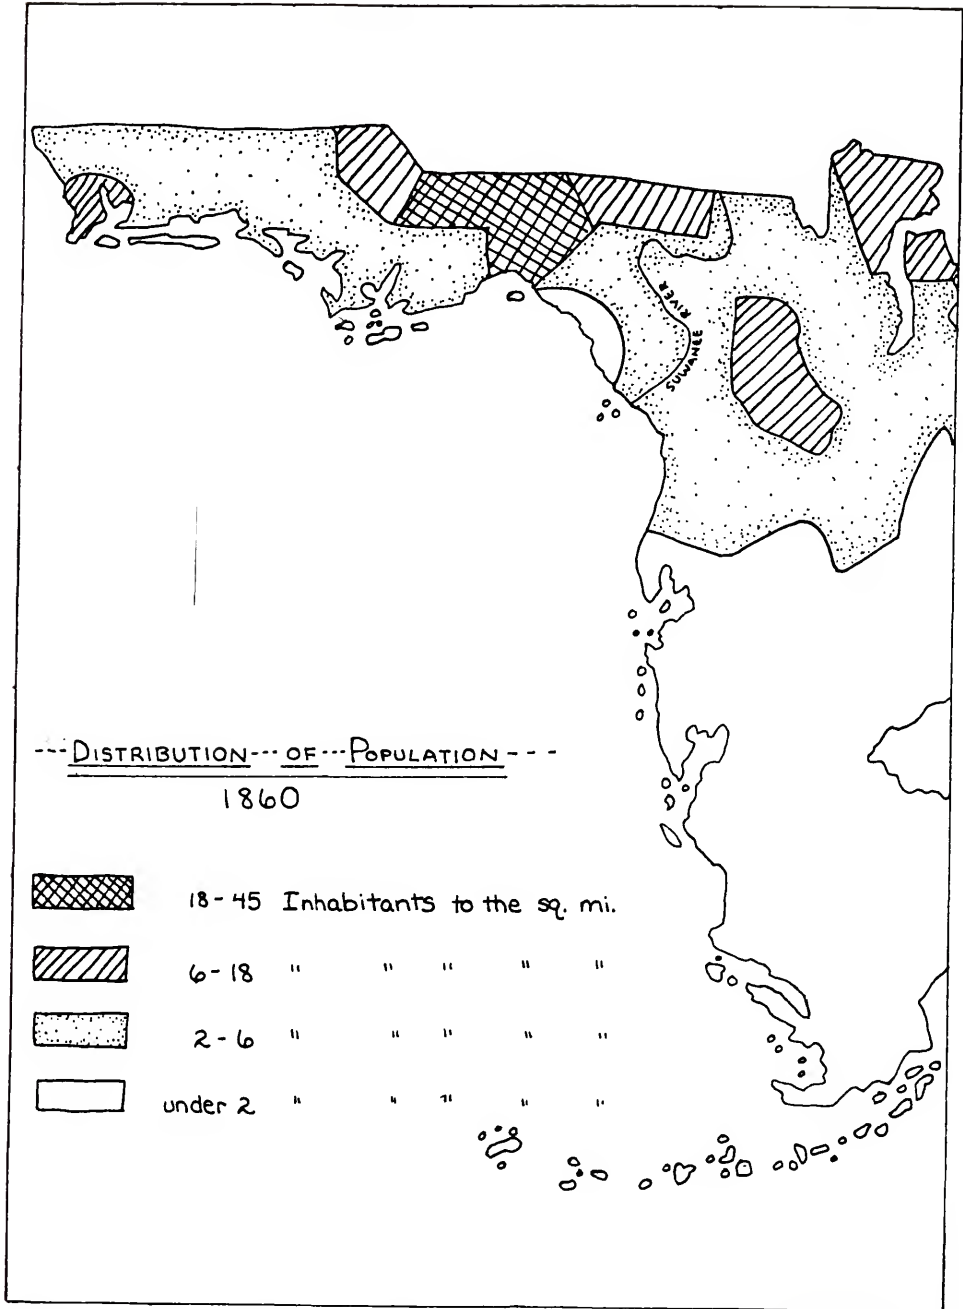 SUWANEE RIVER
---DISTRIBUTION---OF---POPULATION---
1860
18-45 Inhabitants to the sq. mi.
6-18 " " " " "
2-6 " " " " "
under 2 " " " " "